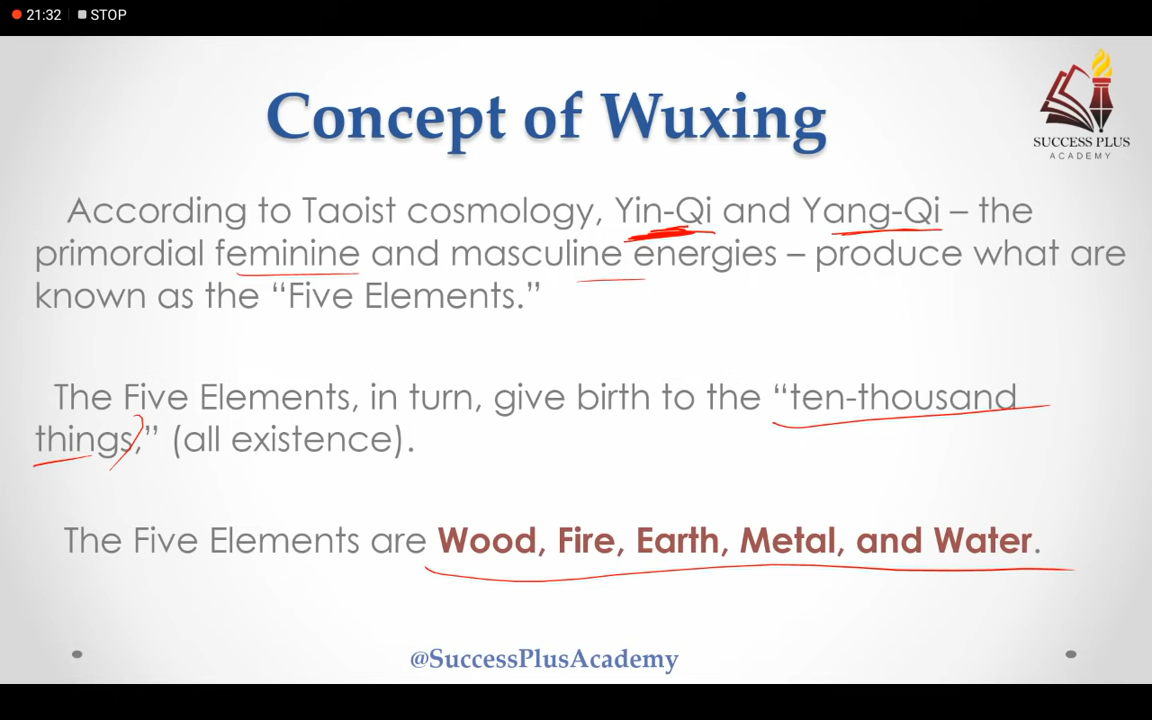 21:32 STOP
Concept of Wuxing
SUCCESS PLUS
ACADEMY
According to Taoist cosmology, Yin-Qi and Yang-Qi – the
primordial feminine and masculine energies – produce what are
known as the “Five Elements.”
The Five Elements, in turn, give birth to the “ten-thousand
things,” (all existence).
The Five Elements are Wood, Fire, Earth, Metal, and Water.
@SuccessPlusAcademy